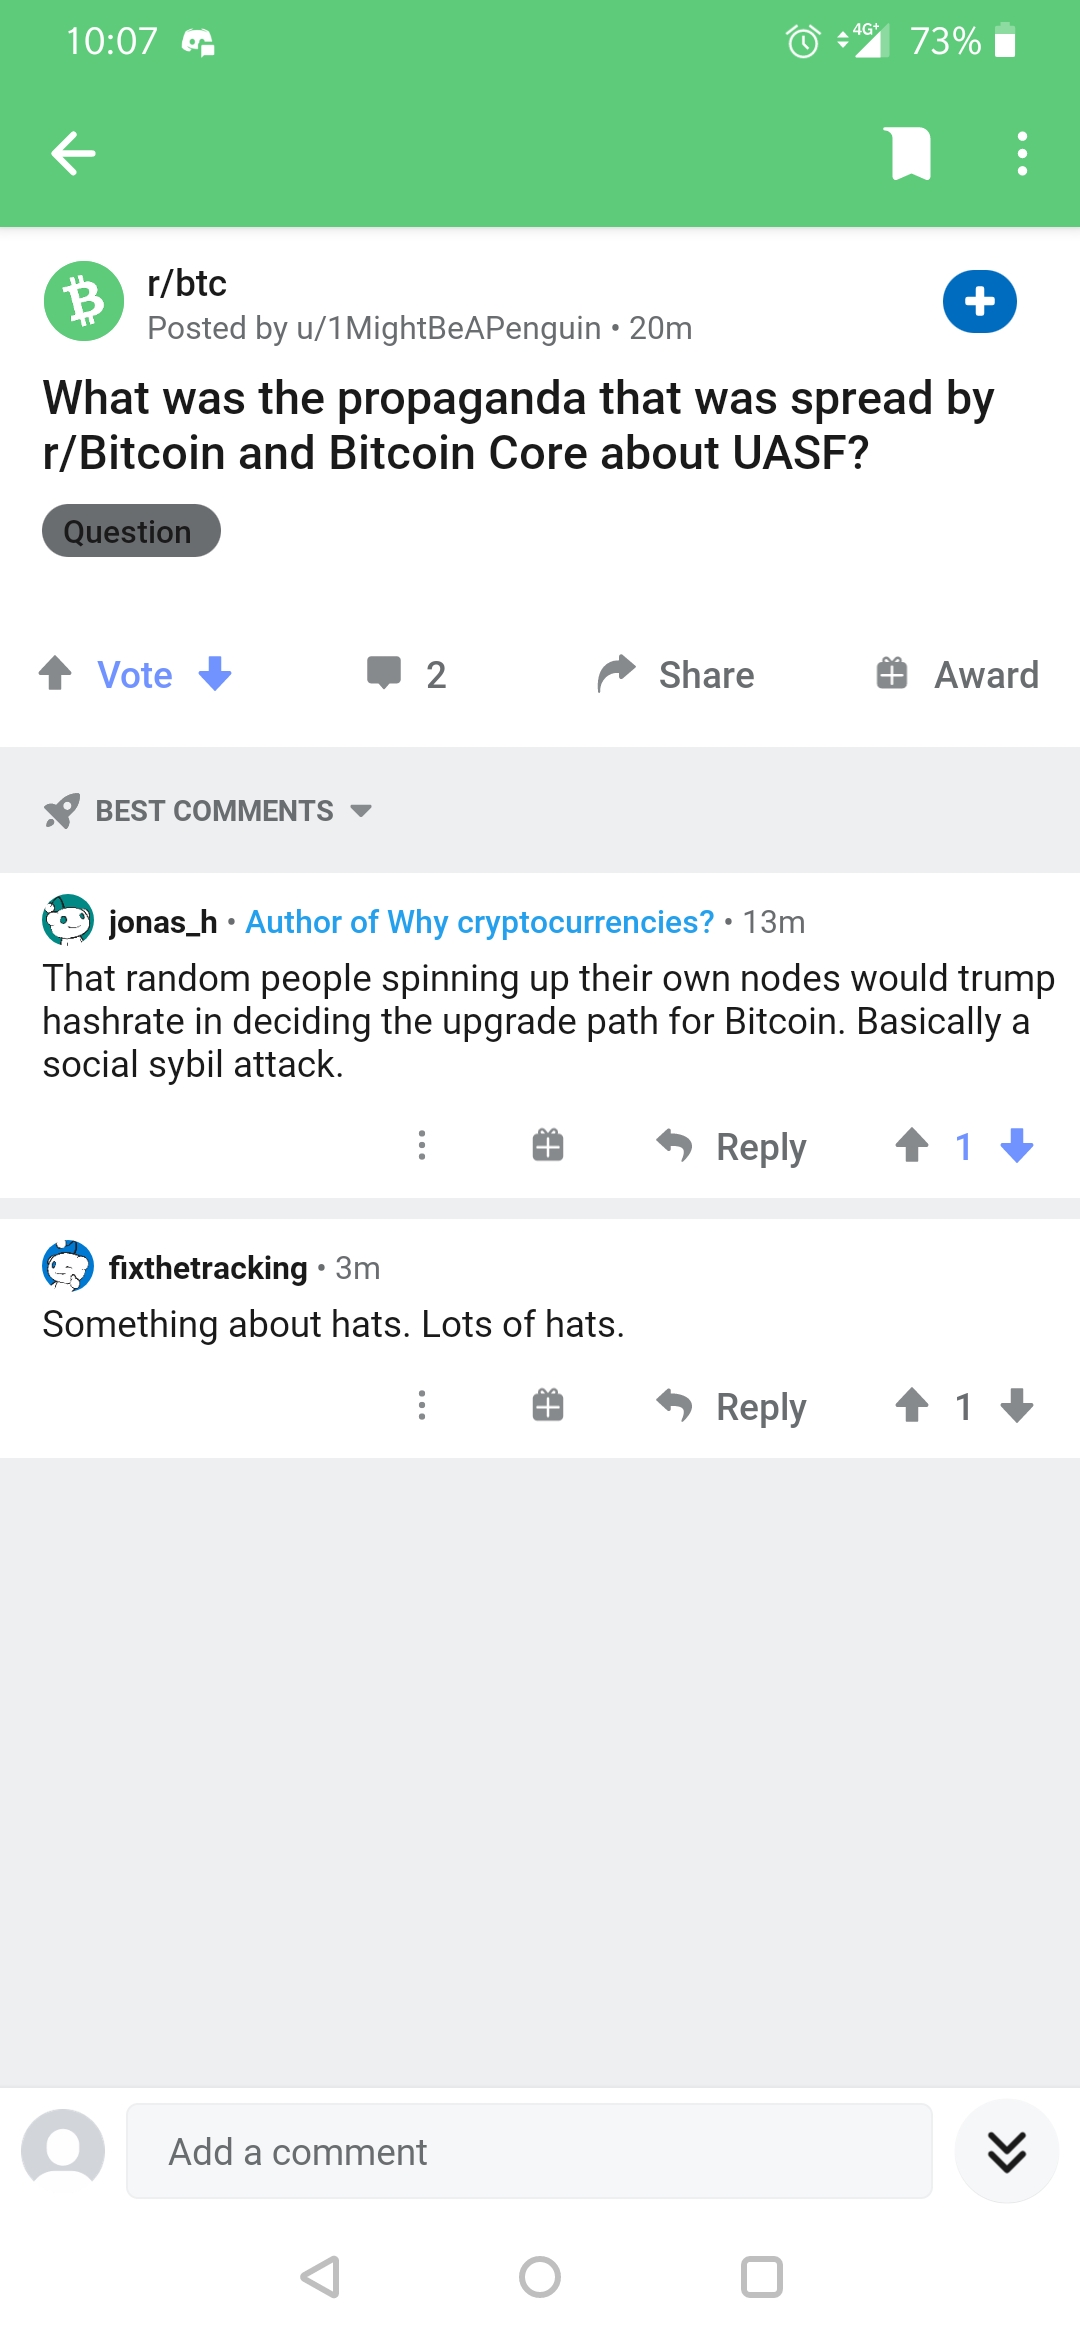 10:07
4G+
73%
r/btc
Posted by u/1MightBeAPenguin • 20m
What was the propaganda that was spread by
r/Bitcoin and Bitcoin Core about UASF?
Question
Vote
2
Share
Award
BEST COMMENTS
jonas_h • Author of Why cryptocurrencies? • 13m
That random people spinning up their own nodes would trump
hashrate in deciding the upgrade path for Bitcoin. Basically a
social sybil attack.
Reply
1
fixthetracking • 3m
Something about hats. Lots of hats.
Reply
1
Add a comment